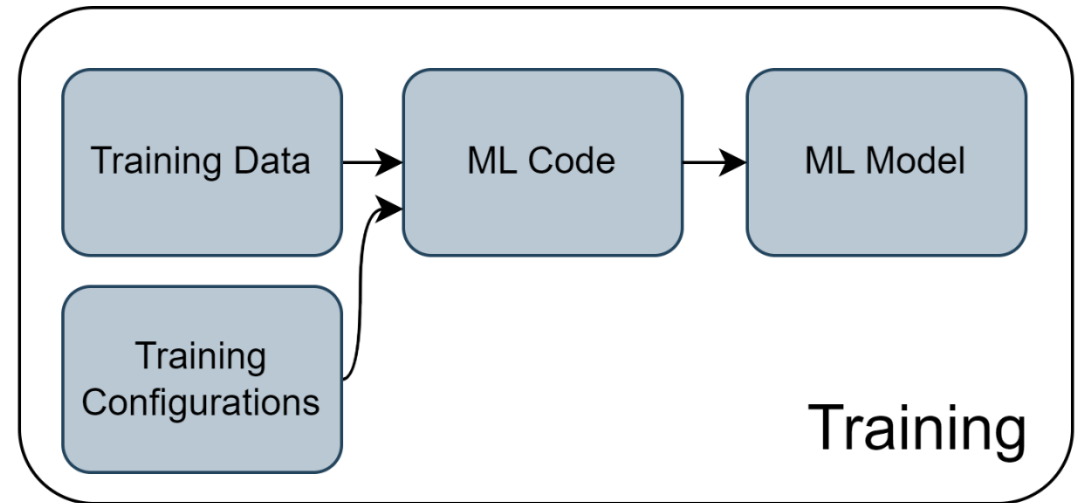 Training Data
ML Code
ML Model
Training
Configurations
Training